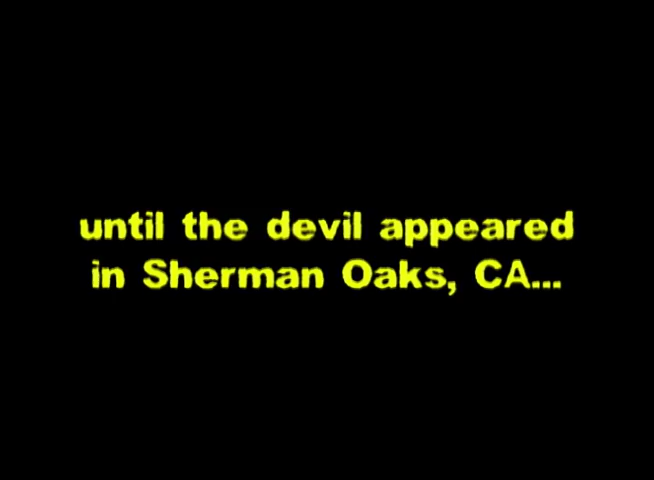 until the devil appeared
in Sherman Oaks, CA...